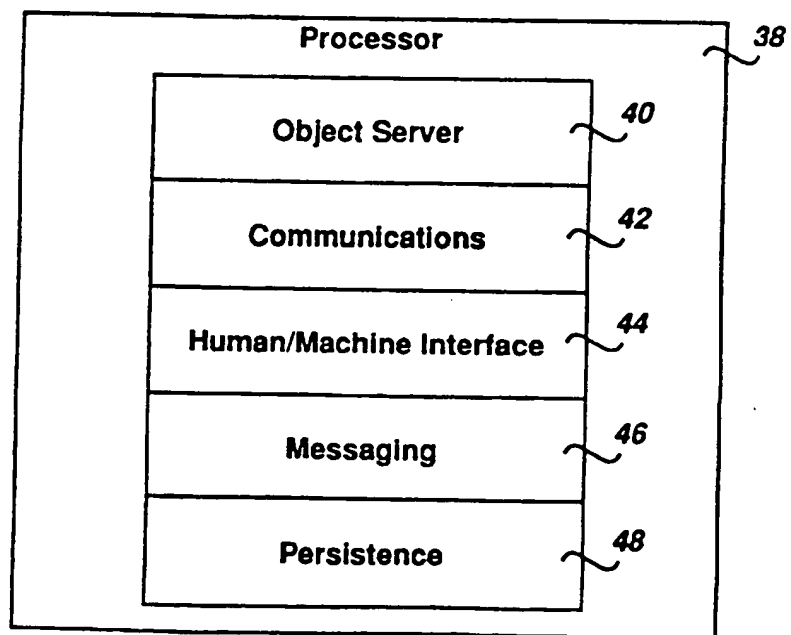 Processor 38
Object Server 40
Communications 42
Human/Machine Interface 44
Messaging 46
Persistence 48